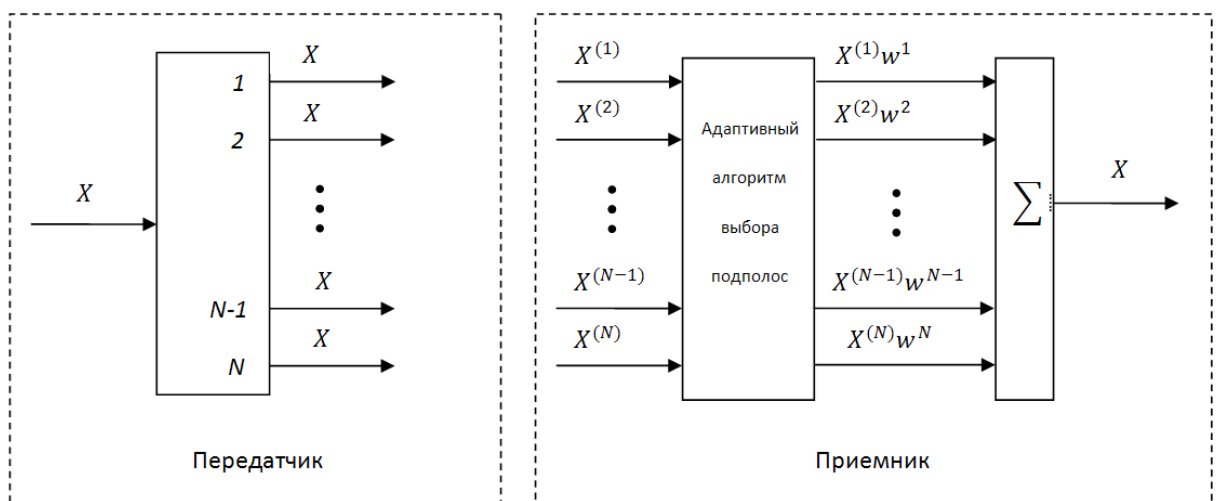 X
1
X
2
X
N-1
X
N
X
Передатчик
X^(1)
X^(2)
X^(N−1)
X^(N)
Адаптивный
алгоритм
выбора
подполос
X^(1)w^1
X^(2)w^2
X^(N−1)w^N−1
X^(N)w^N
∑
X
Приемник